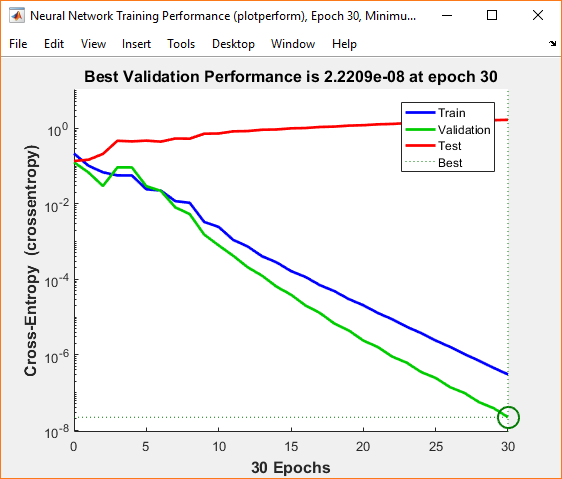 Neural Network Training Performance (plotperform), Epoch 30, Minimu...
File Edit View Insert Tools Desktop Window Help
Best Validation Performance is 2.2209e-08 at epoch 30
Train
Validation
Test
Best
Cross-Entropy (crossentropy)
10^0
10^-2
10^-4
10^-6
10^-8
0 5 10 15 20 25 30
30 Epochs